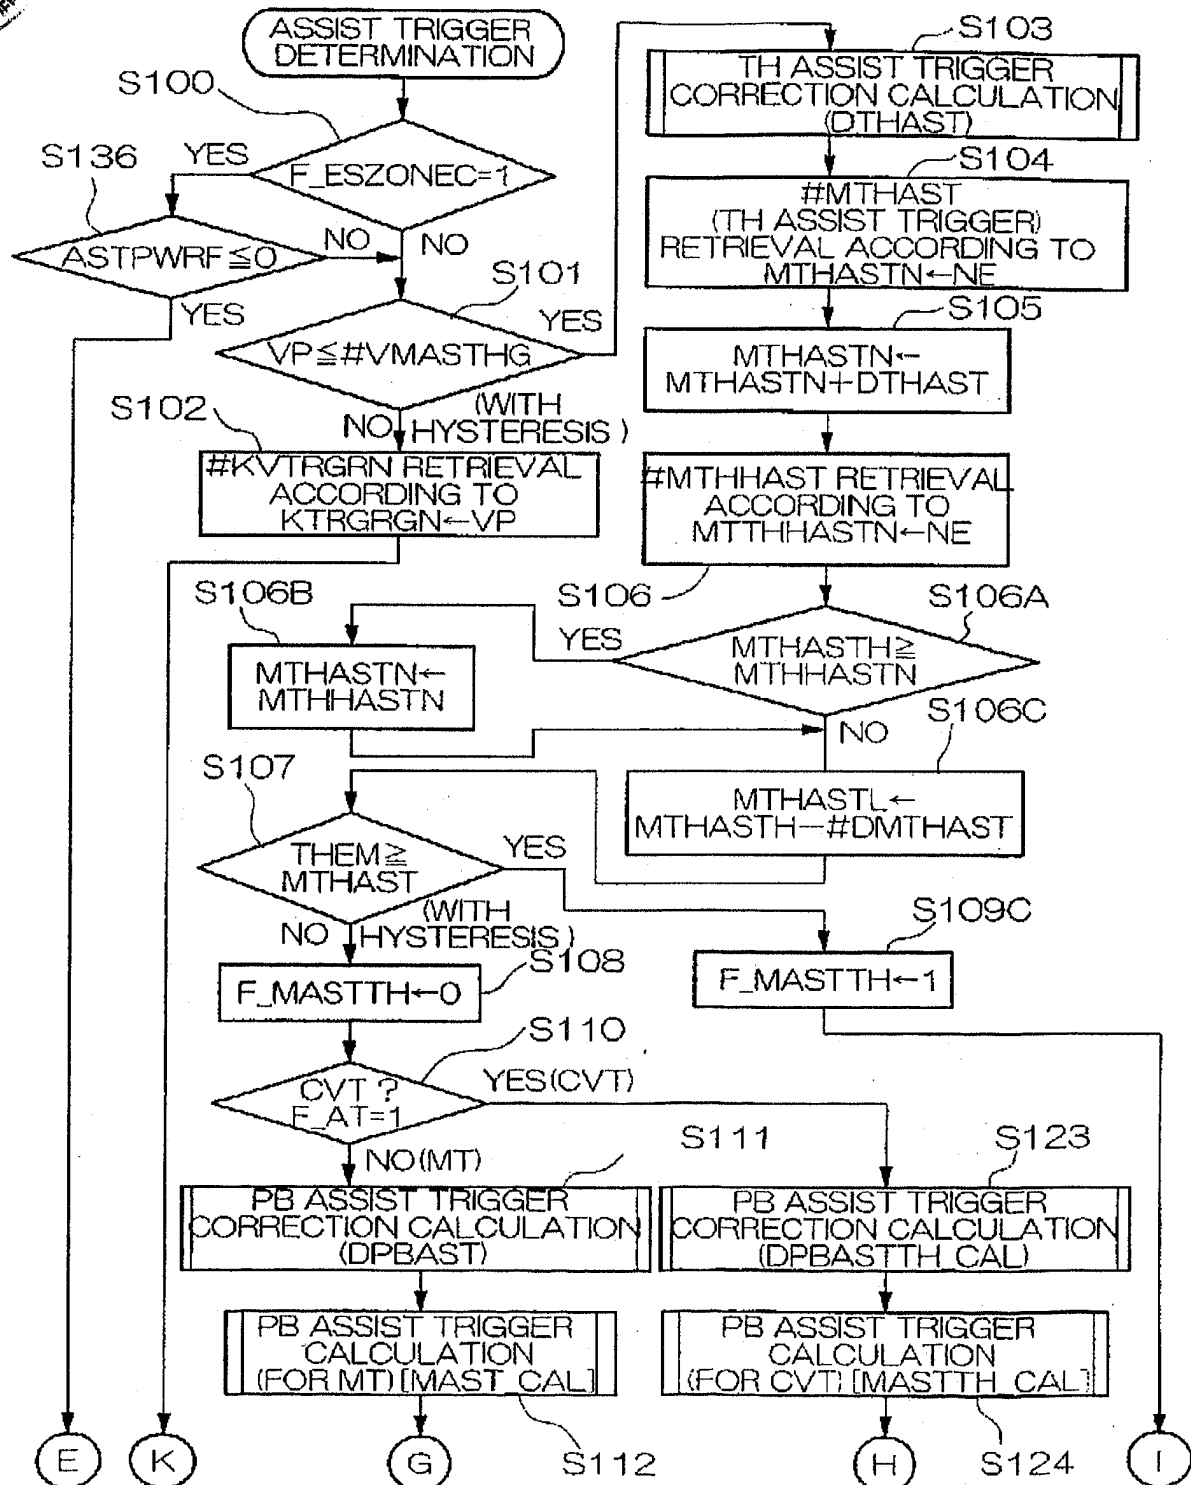 ASSIST TRIGGER
DETERMINATION
S100
F_ESZONEC=1
YES
NO
S136
ASTPWRF≦0
NO
YES
S101
VP≦#VMASTHG
YES
NO
(WITH
HYSTERESIS)
S102
#KVTRGRN RETRIEVAL
ACCORDING TO
KTRGRGN←VP
S103
TH ASSIST TRIGGER
CORRECTION CALCULATION
(DTHAST)
S104
#MTHAST
(TH ASSIST TRIGGER)
RETRIEVAL ACCORDING TO
MTHASTN←NE
S105
MTHASTN←
MTHASTN+DTHAST
#MTHHAST RETRIEVAL
ACCORDING TO
MTTHHASTN←NE
S106
S106A
MTHASTH≧
MTHHASTN
YES
NO
S106B
MTHASTN←
MTHHASTN
S106C
MTHASTL←
MTHASTH−#DMTHAST
S107
THEM≧
MTHAST
YES
NO
(WITH
HYSTERESIS)
S108
F_MASTTH←0
S109C
F_MASTTH←1
S110
CVT ?
F_AT=1
YES(CVT)
NO(MT)
S111
PB ASSIST TRIGGER
CORRECTION CALCULATION
(DPBAST)
S123
PB ASSIST TRIGGER
CORRECTION CALCULATION
(DPBASTTH_CAL)
PB ASSIST TRIGGER
CALCULATION
(FOR MT) [MAST_CAL]
S112
PB ASSIST TRIGGER
CALCULATION
(FOR CVT) [MASTTH_CAL]
S124
E
K
G
H
I